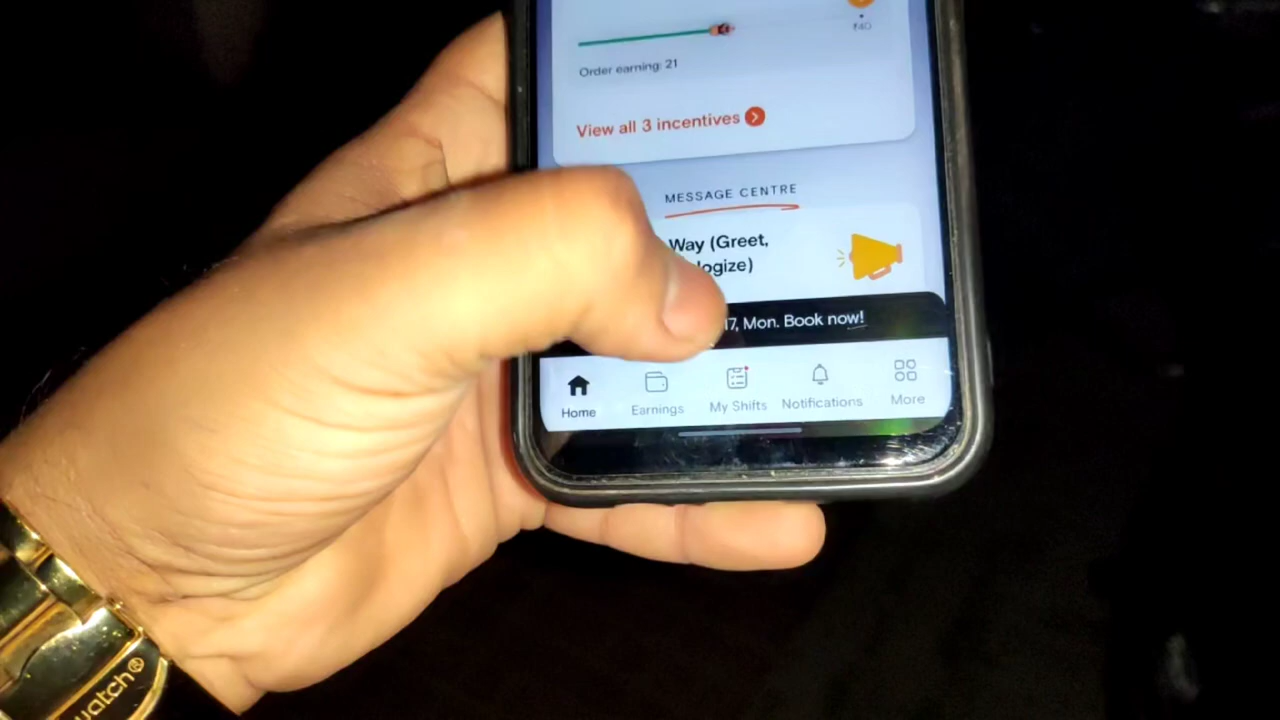 ₹40
Order earning: 21
View all 3 incentives
MESSAGE CENTRE
Way (Greet,
logize)
17, Mon. Book now!
Home
Earnings
My Shifts
Notifications
More
watch®